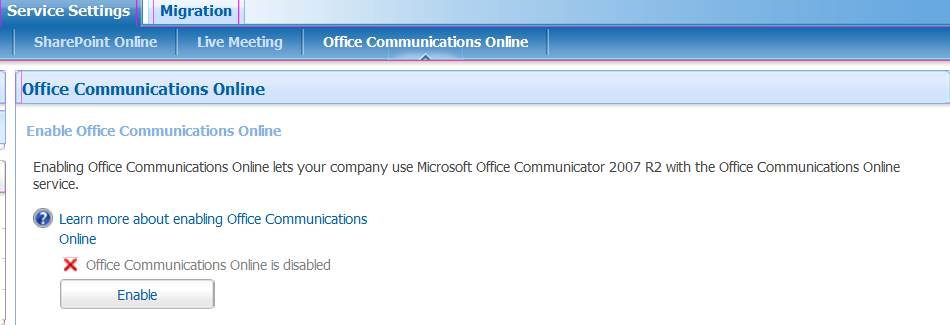 Service Settings Migration
SharePoint Online Live Meeting Office Communications Online
Office Communications Online
Enable Office Communications Online
Enabling Office Communications Online lets your company use Microsoft Office Communicator 2007 R2 with the Office Communications Online
service.
Learn more about enabling Office Communications
Online
Office Communications Online is disabled
Enable